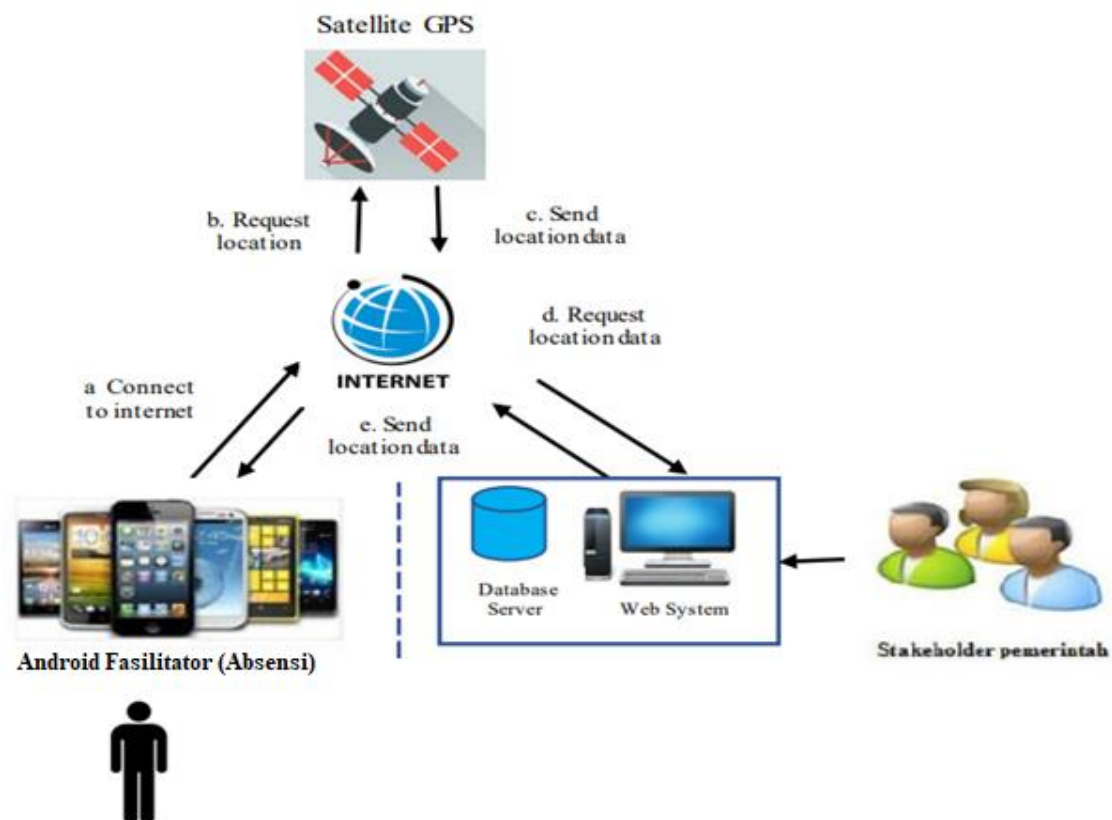 Satellite GPS
b. Request
location
c. Send
location data
d. Request
location data
INTERNET
a Connect
to internet
e. Send
location data
Database
Server
Web System
Android Fasilitator (Absensi)
Stakeholder pemerintah